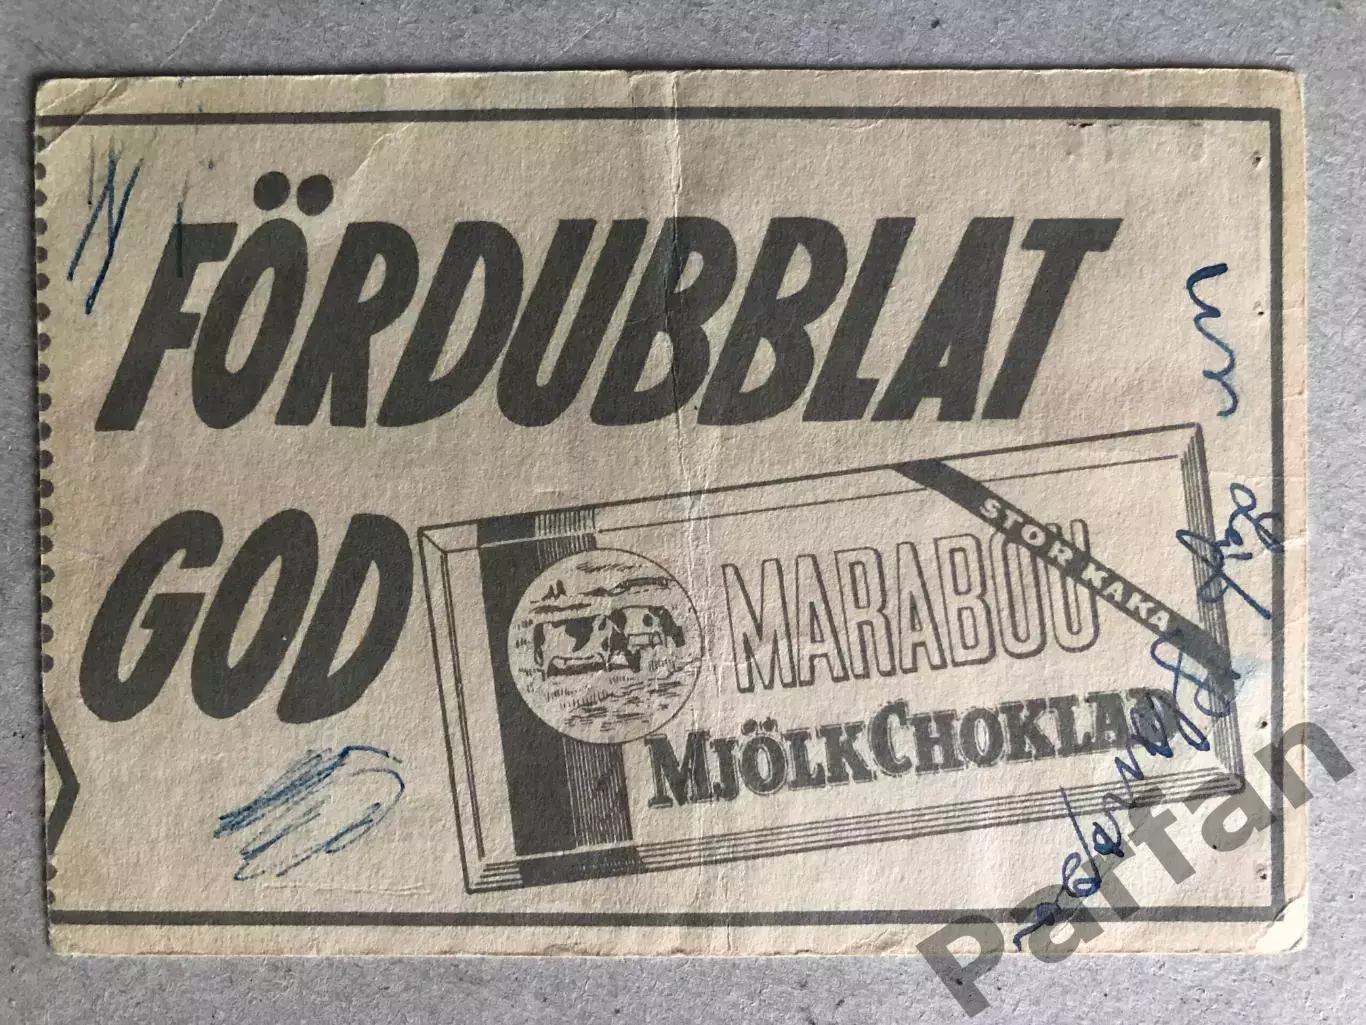 FÖRDUBBLAT
GOD
STOR KAKA
MARABOU
MJÖLKCHOKLAD
Parfan